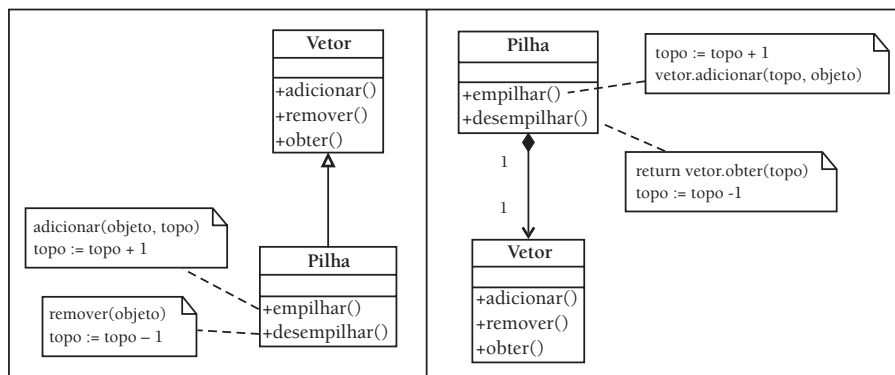 Vetor
+adicionar()
+remover()
+obter()
adicionar(objeto, topo)
topo := topo + 1
remover(objeto)
topo := topo – 1
Pilha
+empilhar()
+desempilhar()
Pilha
+empilhar()
+desempilhar()
topo := topo + 1
vetor.adicionar(topo, objeto)
return vetor.obter(topo)
topo := topo -1
1
1
Vetor
+adicionar()
+remover()
+obter()